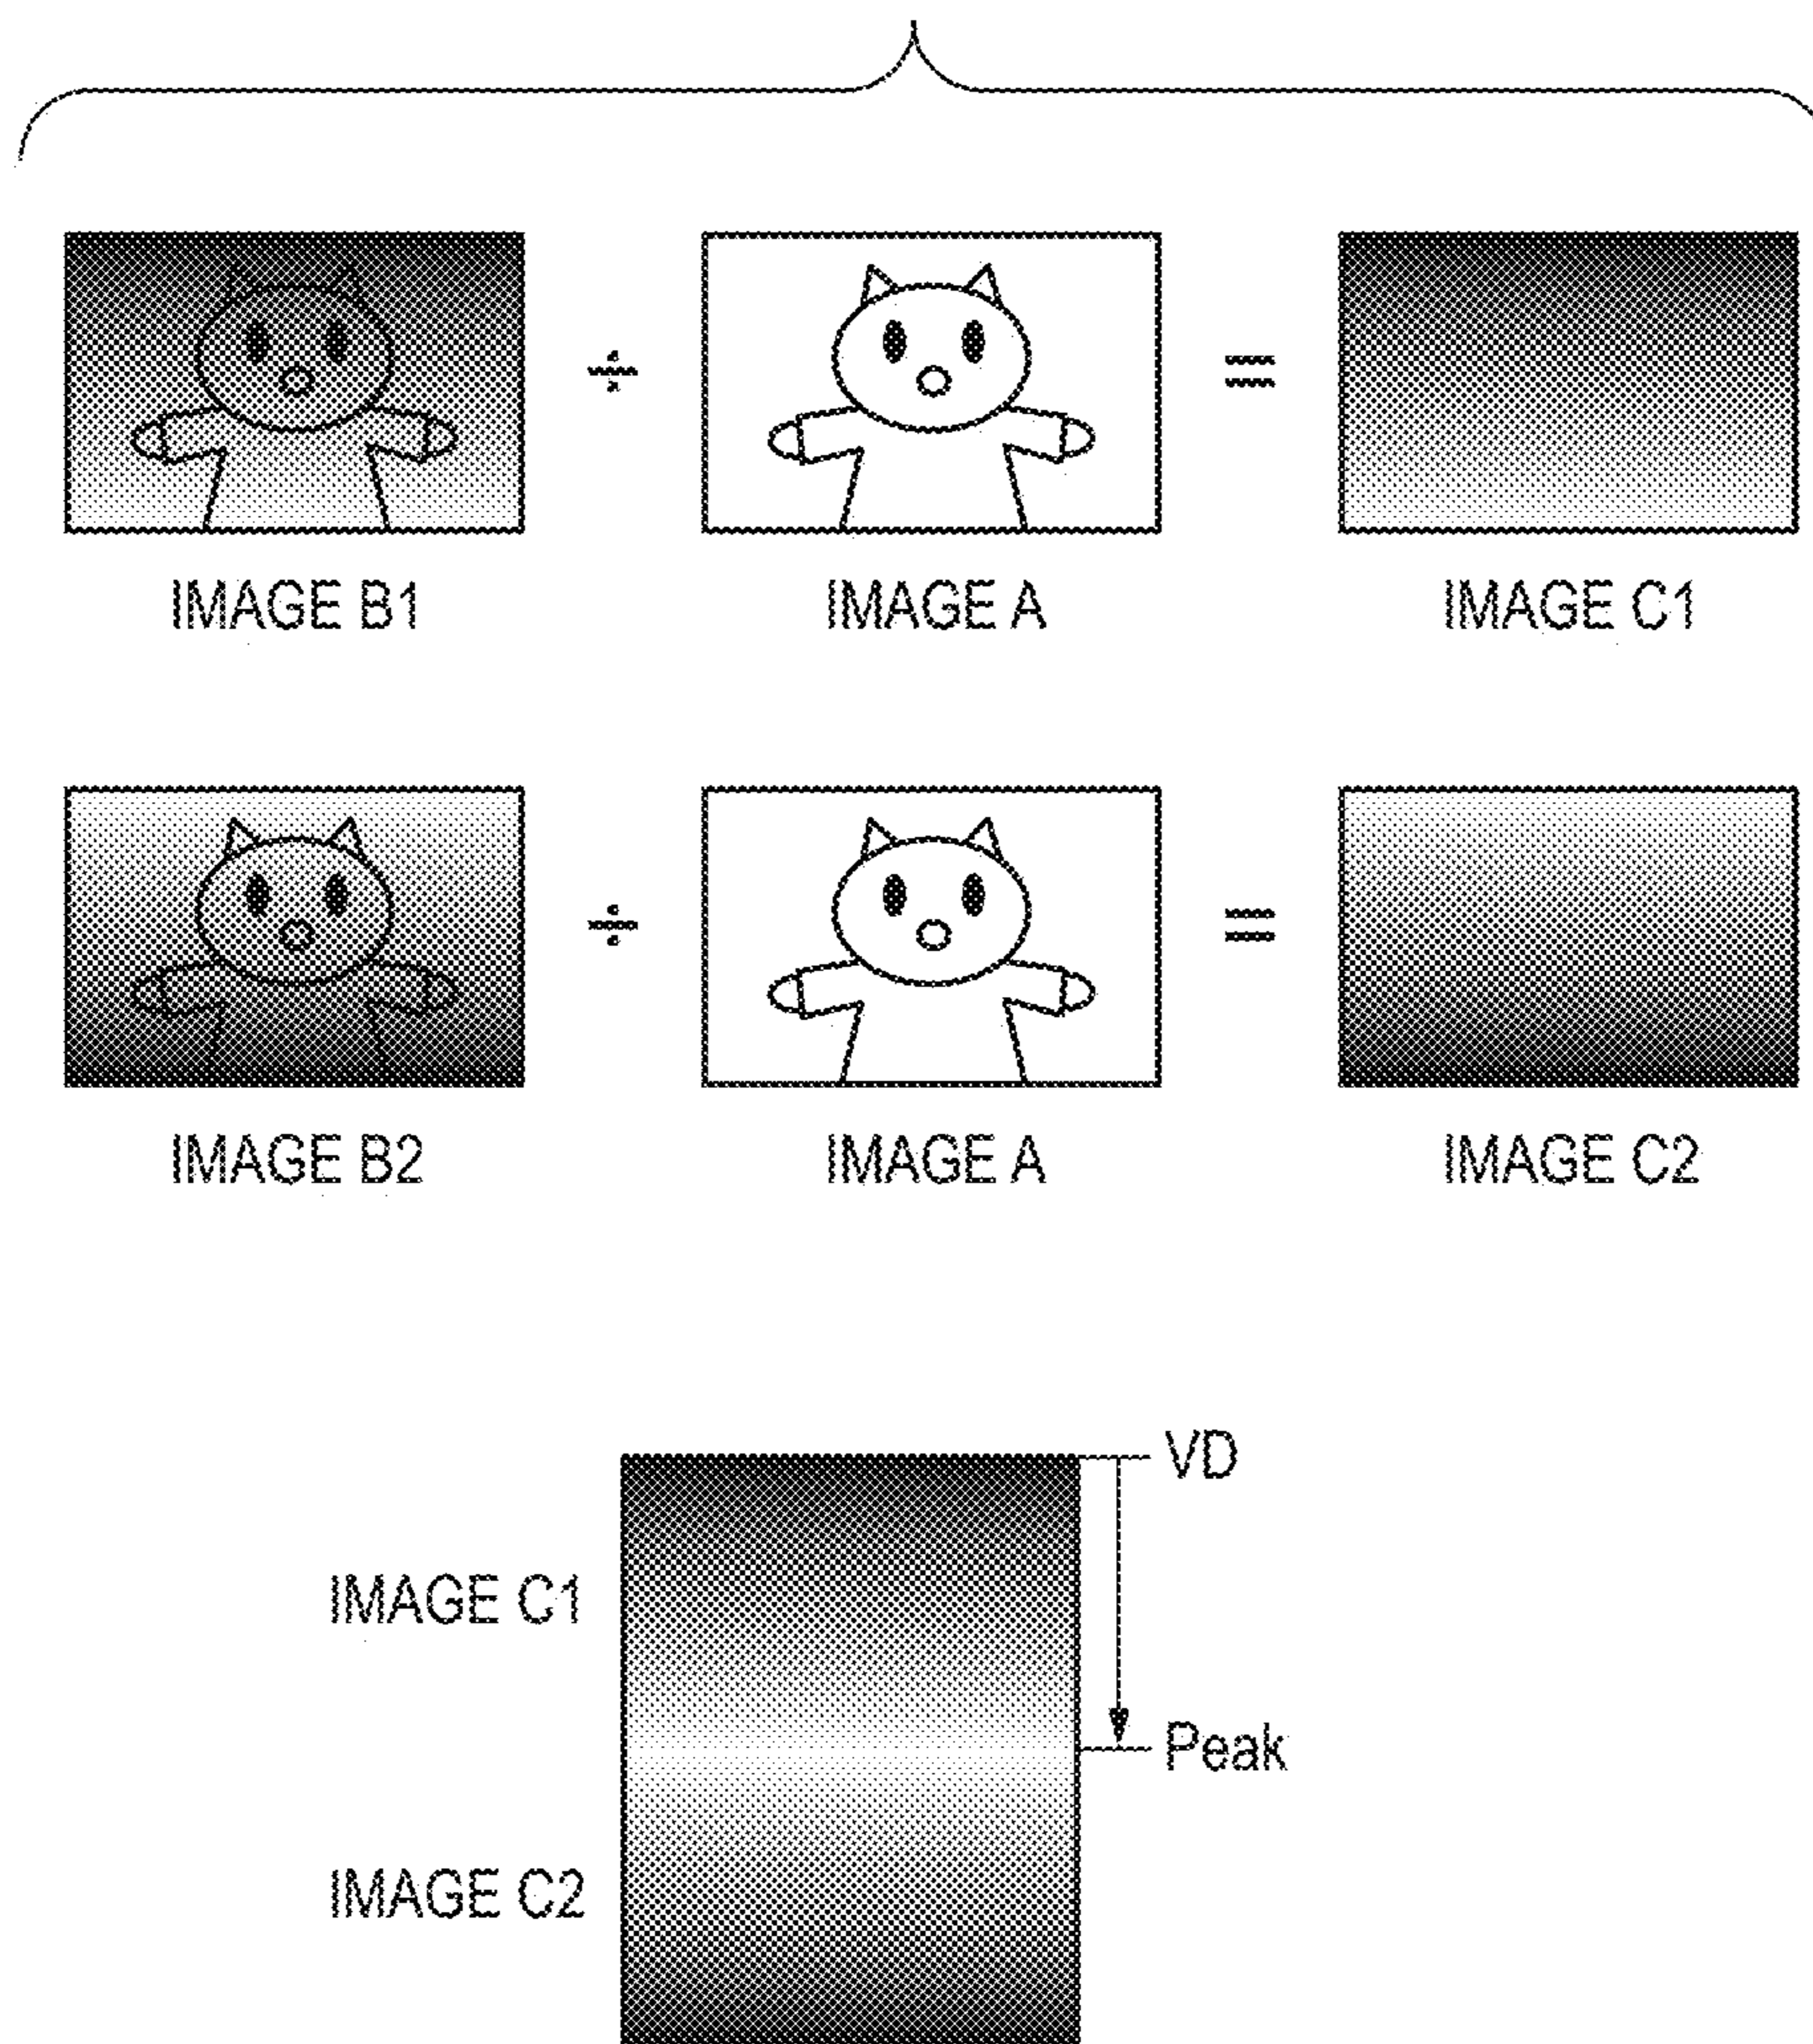 ÷ =
IMAGE B1 IMAGE A IMAGE C1
÷ =
IMAGE B2 IMAGE A IMAGE C2
VD
IMAGE C1
Peak
IMAGE C2